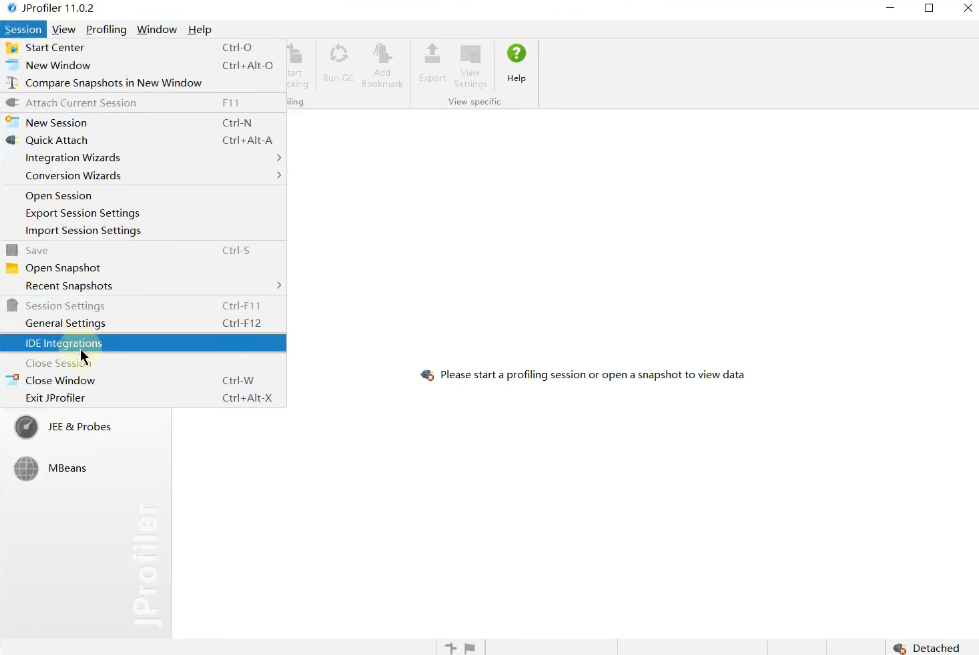 JProfiler 11.0.2
Session View Profiling Window Help
Start Center Ctrl-O
New Window Ctrl+Alt-O
Compare Snapshots in New Window
Attach Current Session F11
New Session Ctrl-N
Quick Attach Ctrl+Alt-A
Integration Wizards
Conversion Wizards
Open Session
Export Session Settings
Import Session Settings
Save Ctrl-S
Open Snapshot
Recent Snapshots
Session Settings Ctrl-F11
General Settings Ctrl-F12
IDE Integrations
Close Session
Close Window Ctrl-W
Exit JProfiler Ctrl+Alt-X
Run GC
Add Bookmark
Export
View Settings
Help
View specific
Please start a profiling session or open a snapshot to view data
JEE & Probes
MBeans
JProfiler
Detached